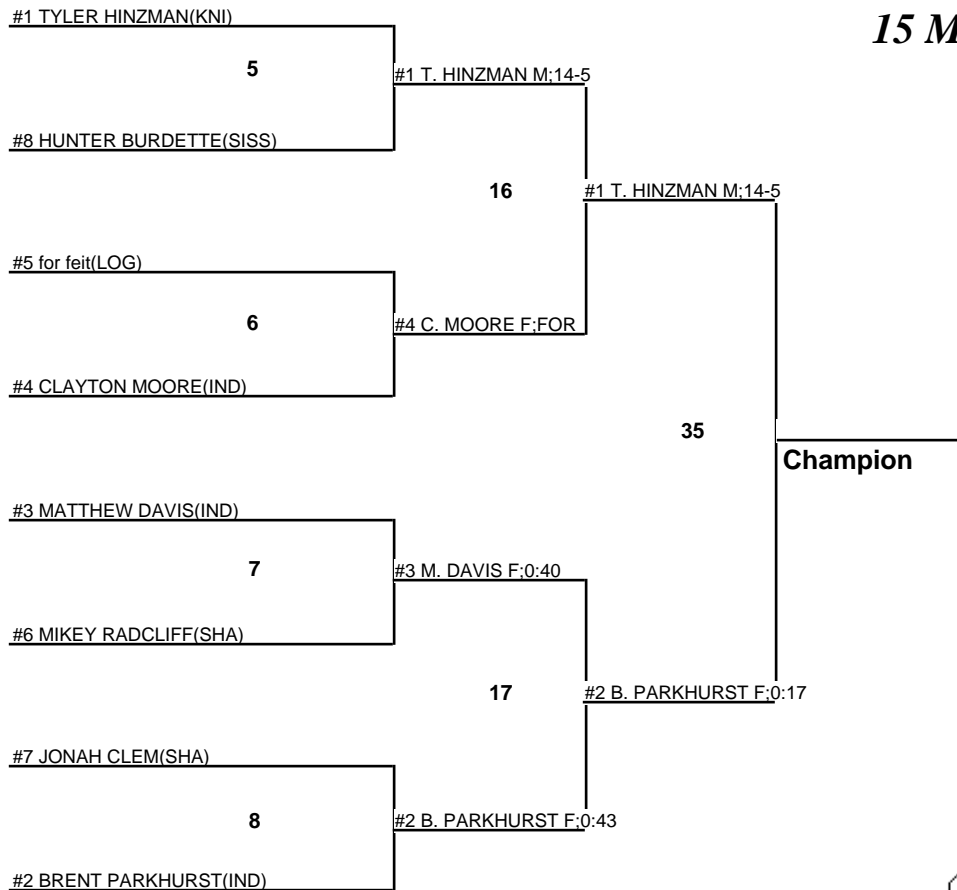 #1 TYLER HINZMAN(KNI)
15 M
5
#1 T. HINZMAN M;14-5
#8 HUNTER BURDETTE(SISS)
16
#1 T. HINZMAN M;14-5
#5 for feit(LOG)
6
#4 C. MOORE F;FOR
#4 CLAYTON MOORE(IND)
35
Champion
#3 MATTHEW DAVIS(IND)
7
#3 M. DAVIS F;0:40
#6 MIKEY RADCLIFF(SHA)
17
#2 B. PARKHURST F;0:17
#7 JONAH CLEM(SHA)
8
#2 B. PARKHURST F;0:43
#2 BRENT PARKHURST(IND)